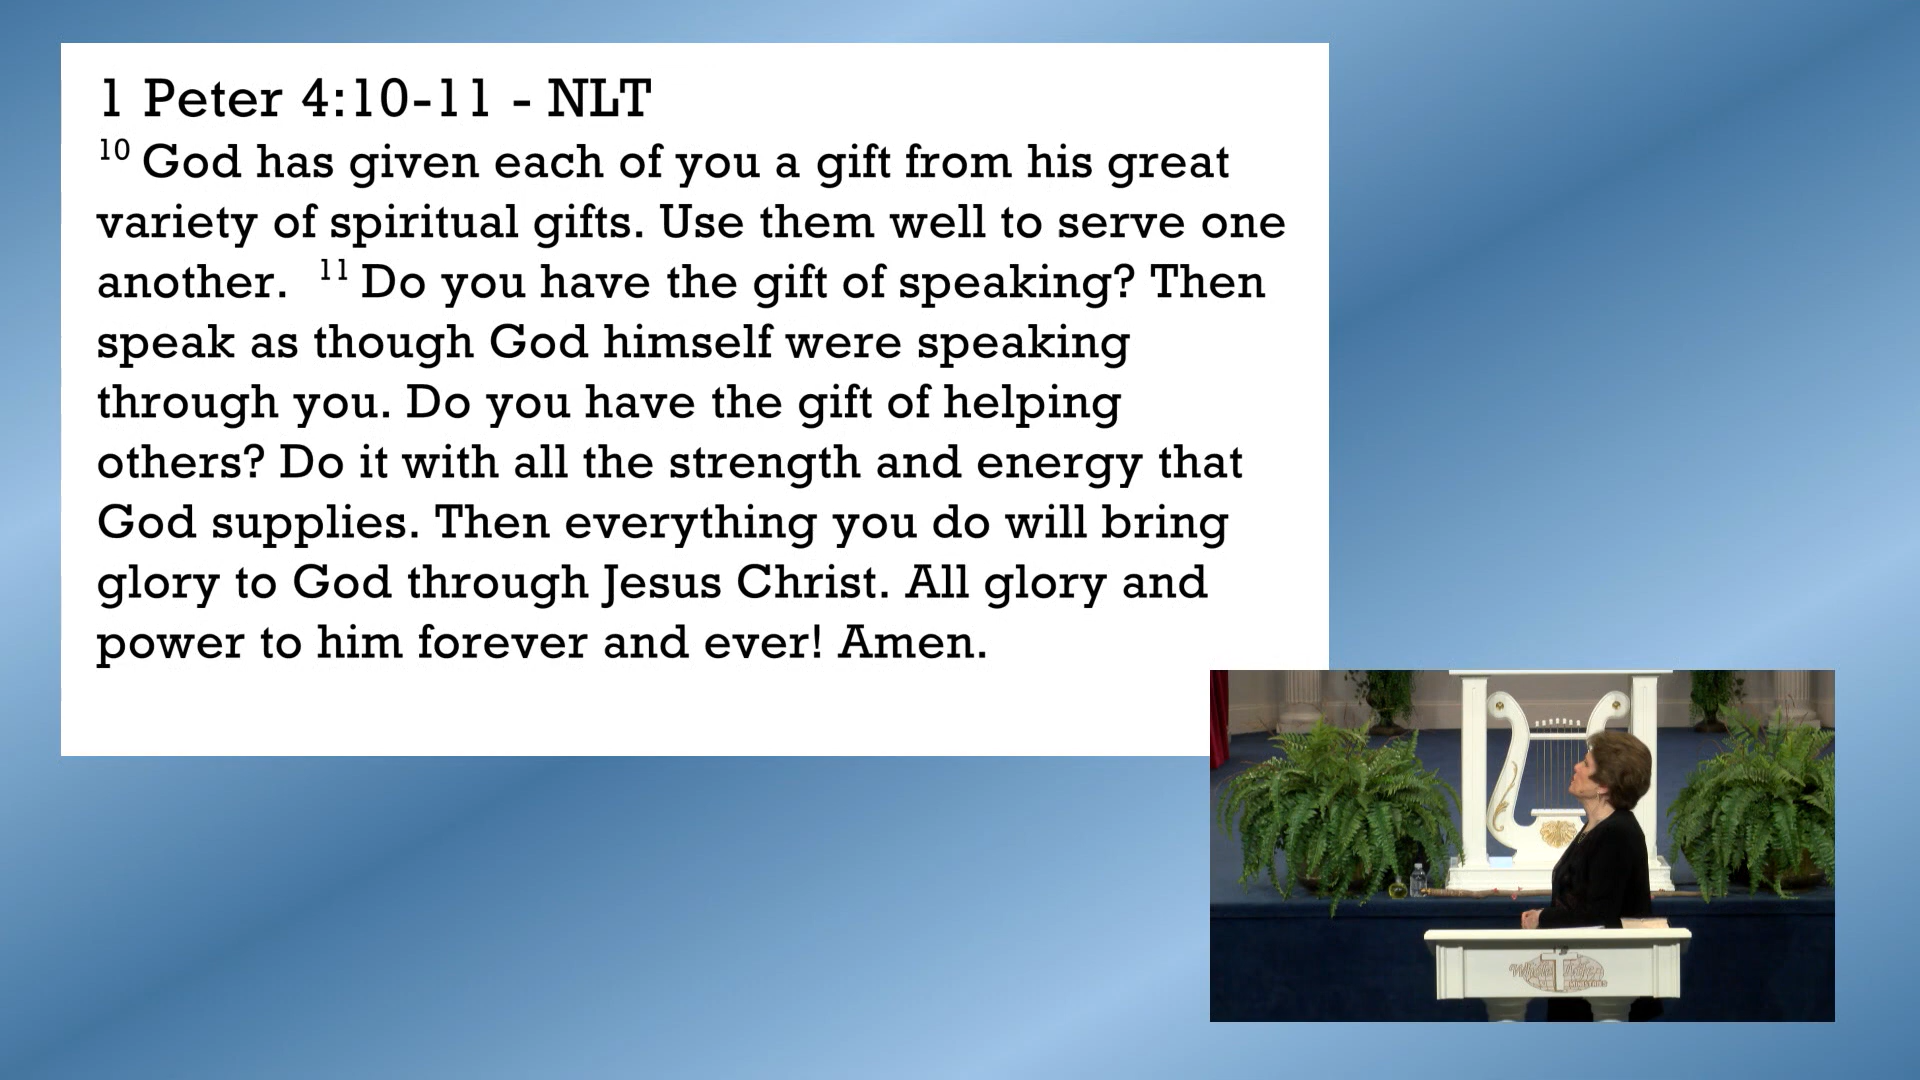 1 Peter 4:10-11 - NLT
10 God has given each of you a gift from his great
variety of spiritual gifts. Use them well to serve one
another. 11 Do you have the gift of speaking? Then
speak as though God himself were speaking
through you. Do you have the gift of helping
others? Do it with all the strength and energy that
God supplies. Then everything you do will bring
glory to God through Jesus Christ. All glory and
power to him forever and ever! Amen.
MINISTRIES